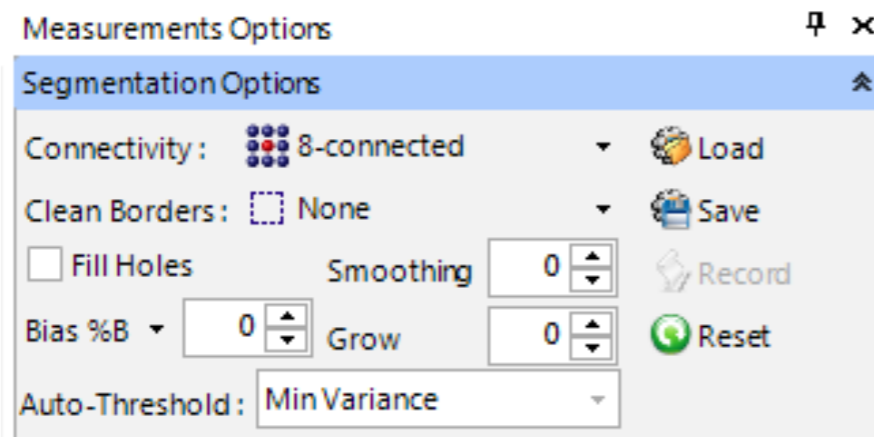 Measurements Options
Segmentation Options
Connectivity : 8-connected Load
Clean Borders : None Save
Fill Holes Smoothing 0 Record
Bias %B 0 Grow 0 Reset
Auto-Threshold : Min Variance